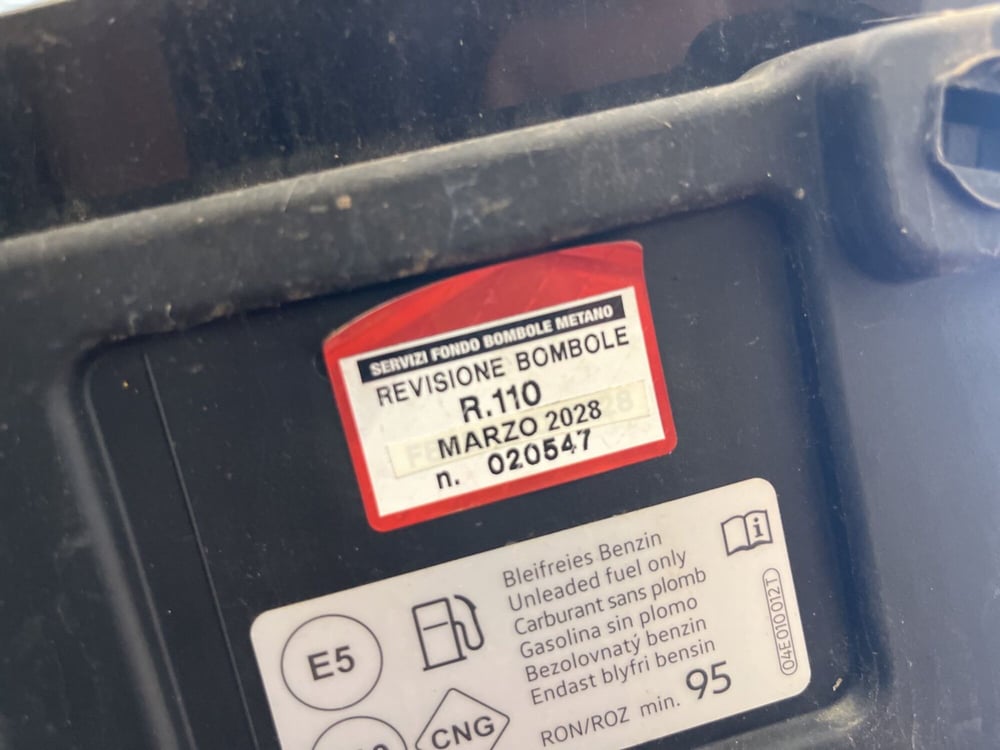 SERVIZI FONDO BOMBOLE METANO
REVISIONE BOMBOLE
R.110
MARZO 2028
n. 020547
Bleifreies Benzin
Unleaded fuel only
Carburant sans plomb
Gasolina sin plomo
Bezolovnatý benzin
Endast blyfri bensin
RON/ROZ min. 95
E5
CNG
04E010012T